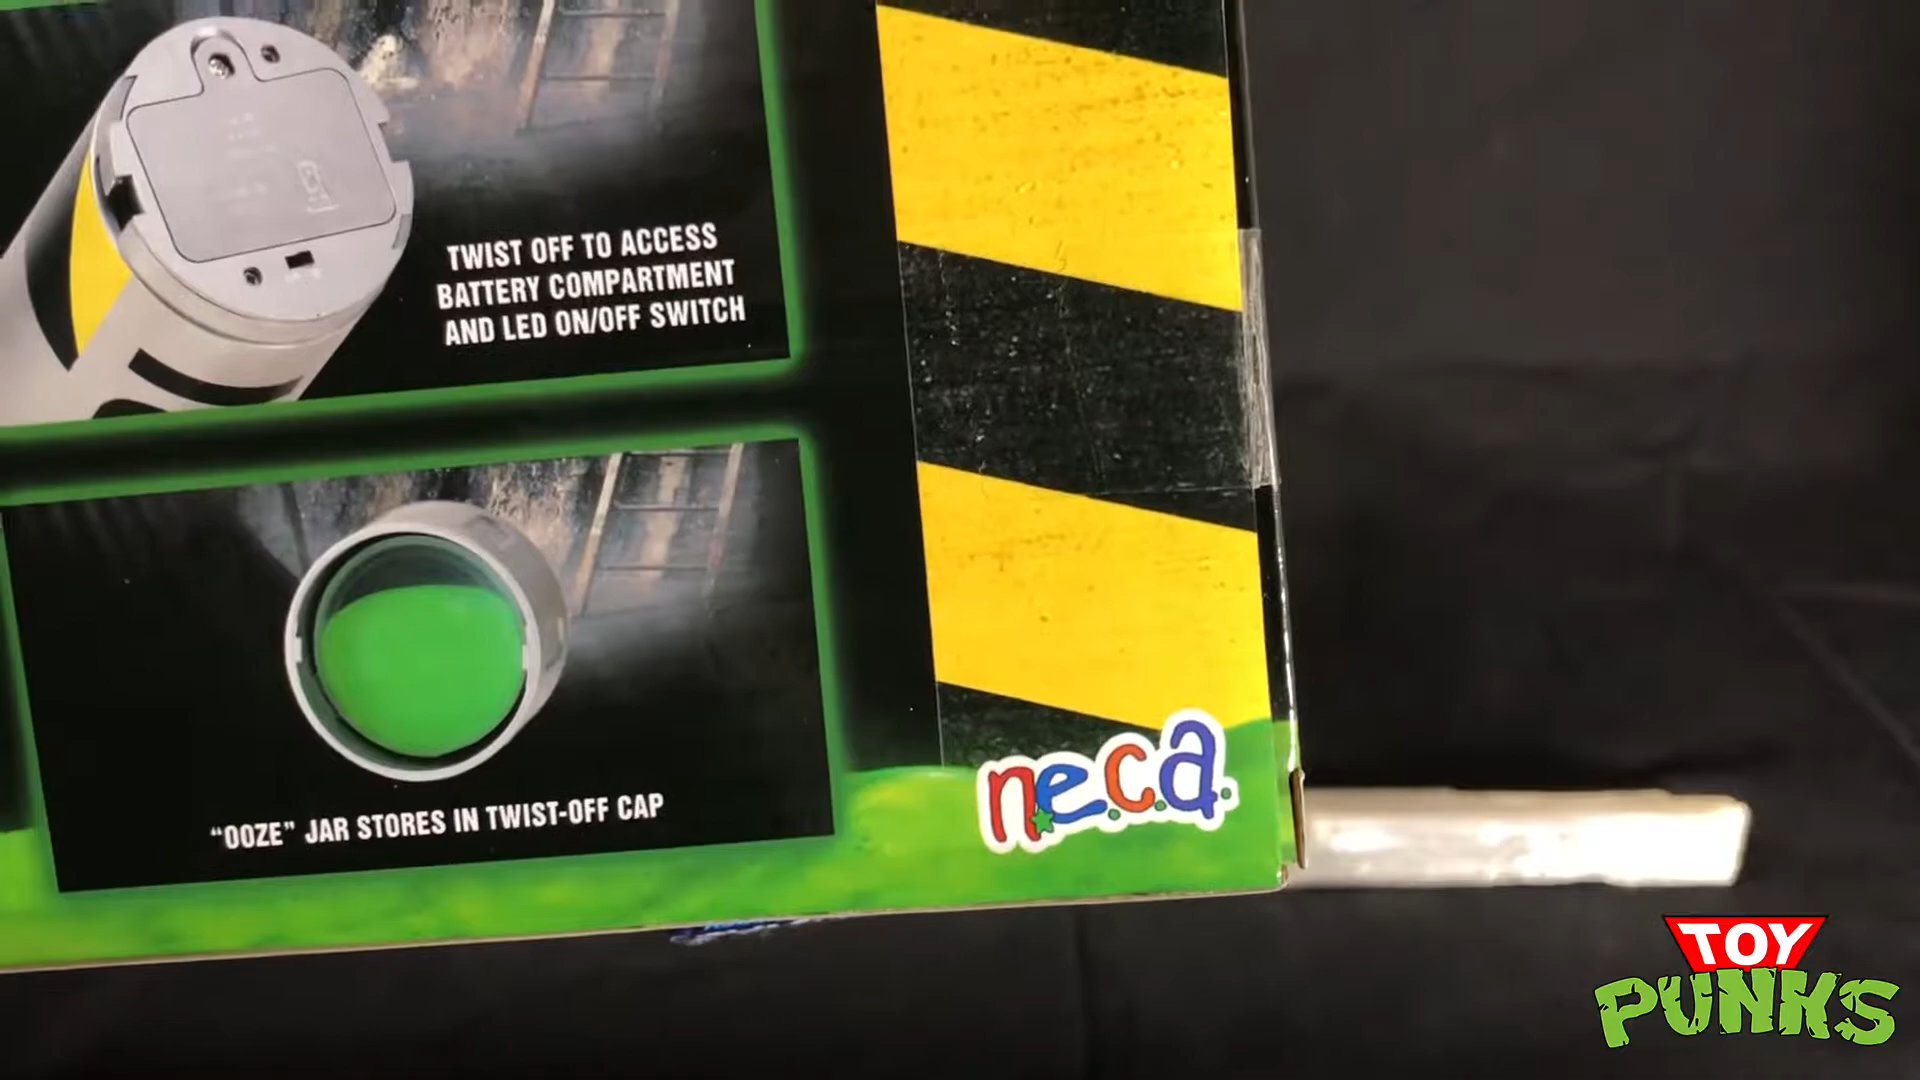 TWIST OFF TO ACCESS
BATTERY COMPARTMENT
AND LED ON/OFF SWITCH
"OOZE" JAR STORES IN TWIST-OFF CAP
n.e.c.a.
TOY
PUNKS